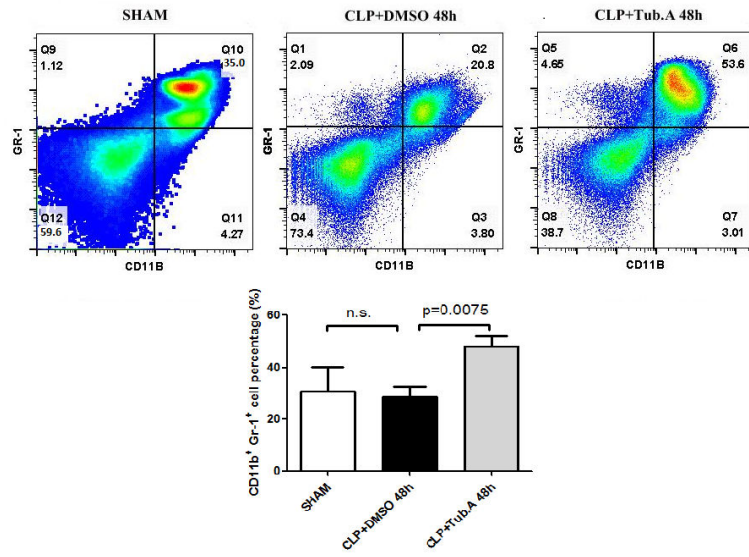 SHAM
CLP+DMSO 48h
CLP+Tub.A 48h
Q9
1.12
Q10
35.0
Q12
59.6
Q11
4.27
GR-1
CD11B
Q1
2.09
Q2
20.8
Q4
73.4
Q3
3.80
GR-1
CD11B
Q5
4.65
Q6
53.6
Q8
38.7
Q7
3.01
GR-1
CD11B
CD11b+ Gr-1+ cell percentage (%)
60
40
20
0
n.s.
p=0.0075
SHAM
CLP+DMSO 48h
CLP+Tub.A 48h